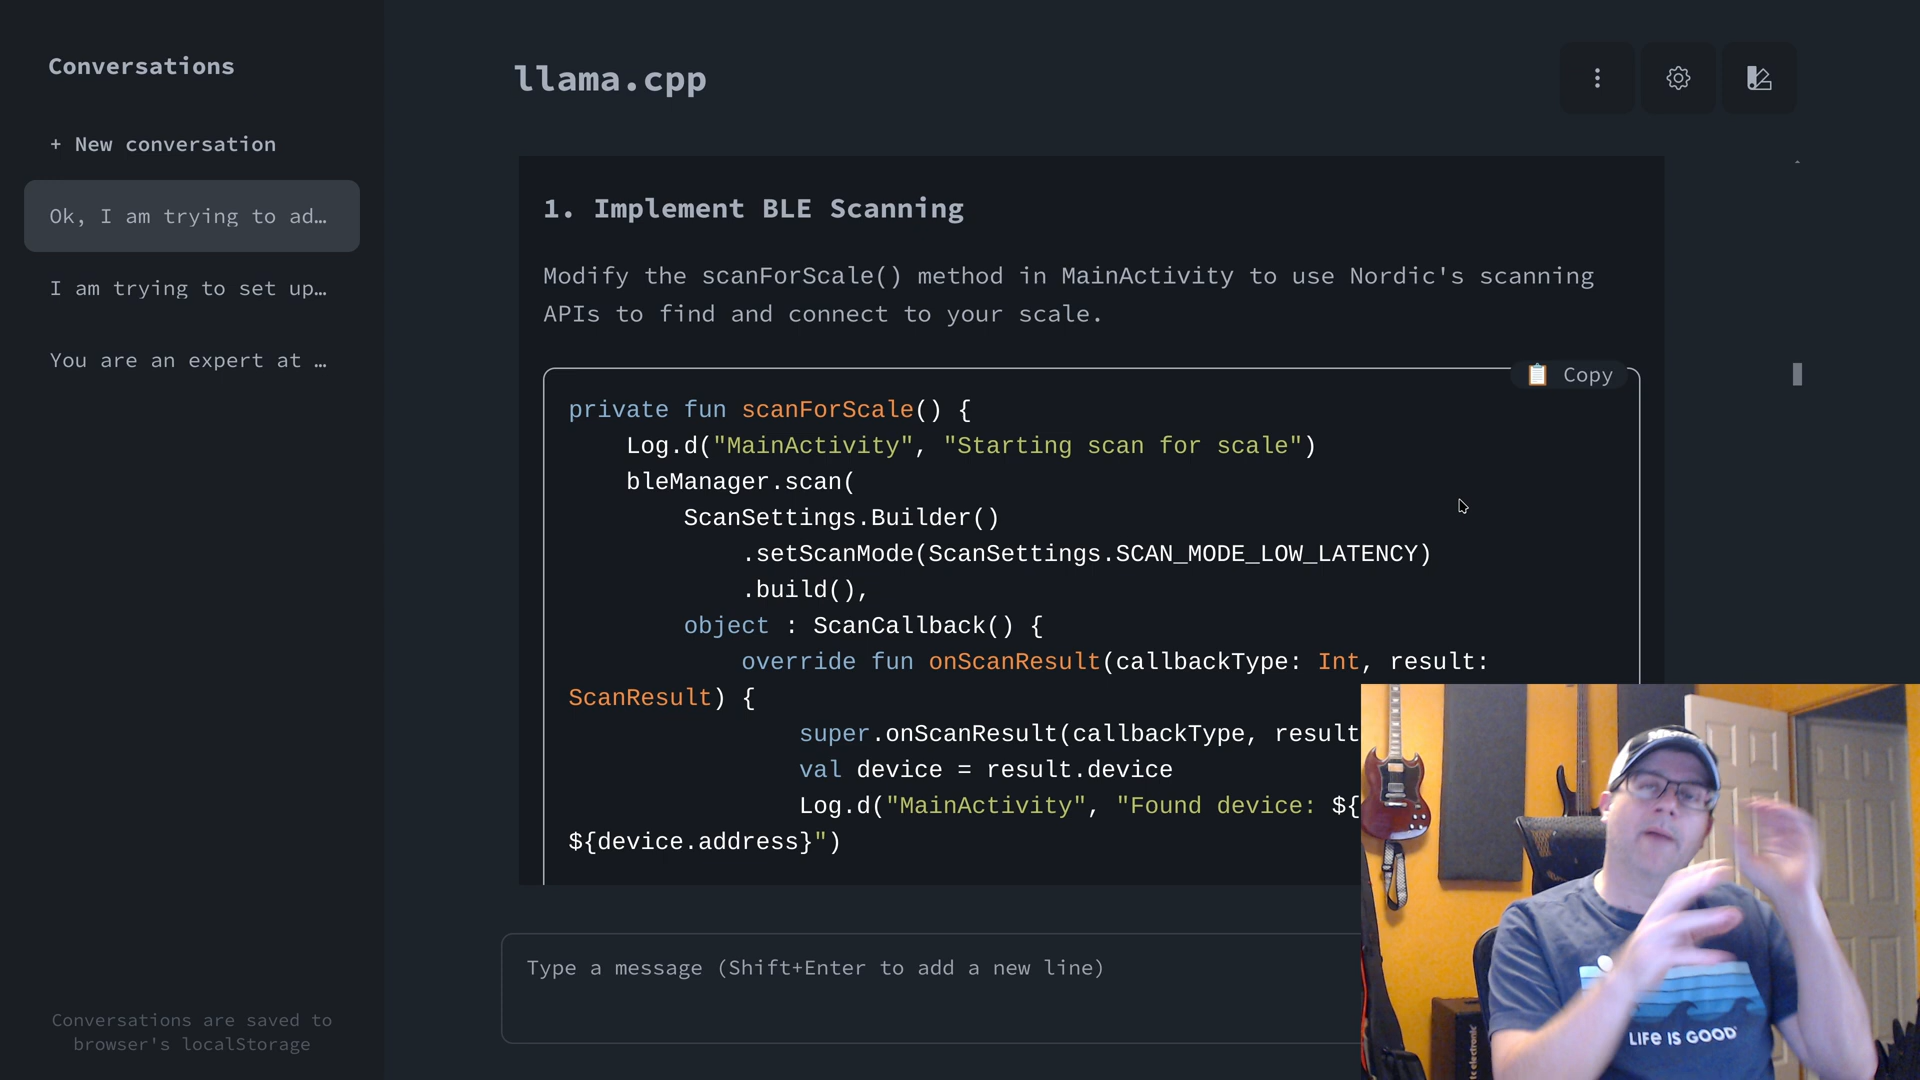 Conversations
+ New conversation
Ok, I am trying to ad…
I am trying to set up…
You are an expert at …
Conversations are saved to
browser's localStorage
llama.cpp
1. Implement BLE Scanning
Modify the scanForScale() method in MainActivity to use Nordic's scanning
APIs to find and connect to your scale.
📋 Copy
private fun scanForScale() {
    Log.d("MainActivity", "Starting scan for scale")
    bleManager.scan(
        ScanSettings.Builder()
            .setScanMode(ScanSettings.SCAN_MODE_LOW_LATENCY)
            .build(),
        object : ScanCallback() {
            override fun onScanResult(callbackType: Int, result:
ScanResult) {
                super.onScanResult(callbackType, result
                val device = result.device
                Log.d("MainActivity", "Found device: ${
${device.address}")
Type a message (Shift+Enter to add a new line)
LIFE IS GOOD
tc electronic